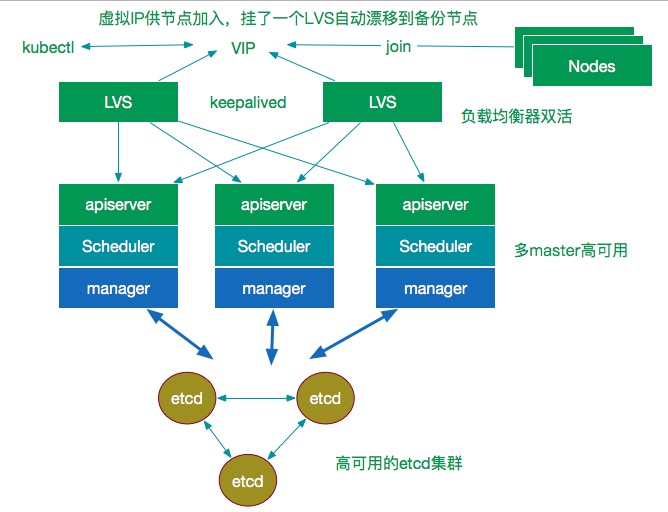 虚拟IP供节点加入，挂了一个LVS自动漂移到备份节点
kubectl
VIP
join
Nodes
LVS
keepalived
LVS
负载均衡器双活
apiserver
apiserver
apiserver
Scheduler
Scheduler
Scheduler
多master高可用
manager
manager
manager
etcd
etcd
高可用的etcd集群
etcd